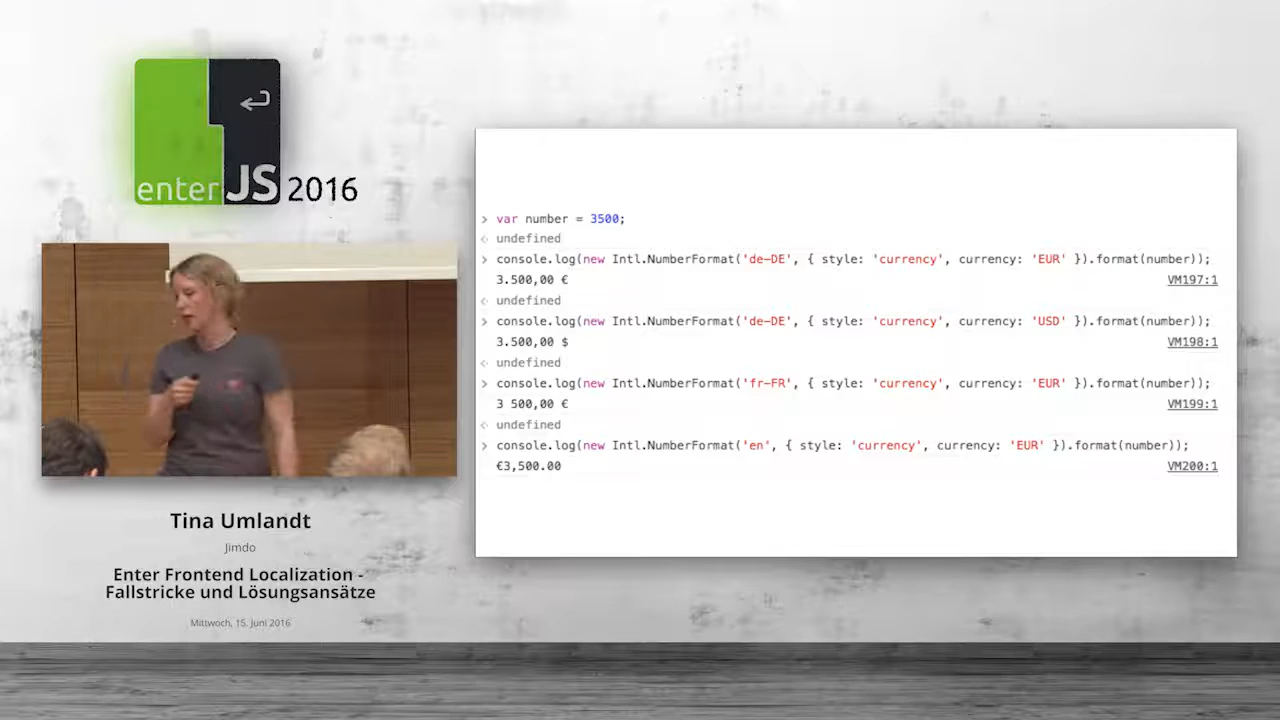 enterJS 2016
> var number = 3500;
< undefined
> console.log(new Intl.NumberFormat('de-DE', { style: 'currency', currency: 'EUR' }).format(number));
3.500,00 € VM197:1
< undefined
> console.log(new Intl.NumberFormat('de-DE', { style: 'currency', currency: 'USD' }).format(number));
3.500,00 $ VM198:1
< undefined
> console.log(new Intl.NumberFormat('fr-FR', { style: 'currency', currency: 'EUR' }).format(number));
3 500,00 € VM199:1
< undefined
> console.log(new Intl.NumberFormat('en', { style: 'currency', currency: 'EUR' }).format(number));
€3,500.00 VM200:1
Tina Umlandt
Jimdo
Enter Frontend Localization -
Fallstricke und Lösungsansätze
Mittwoch, 15. Juni 2016